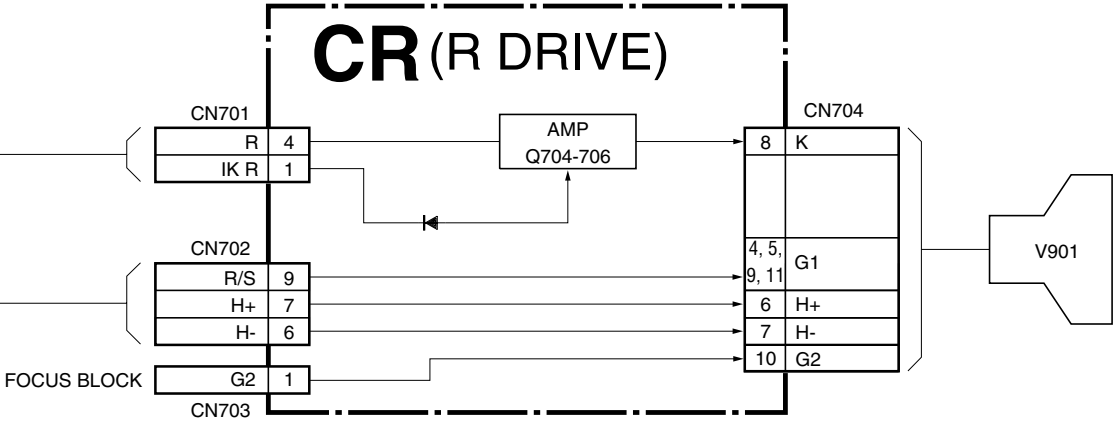 CR (R DRIVE)
CN701
R 4
IK R 1
AMP
Q704-706
CN704
8 K
CN702
R/S 9
H+ 7
H- 6
4, 5,
9, 11 G1
6 H+
7 H-
10 G2
V901
FOCUS BLOCK
G2 1
CN703